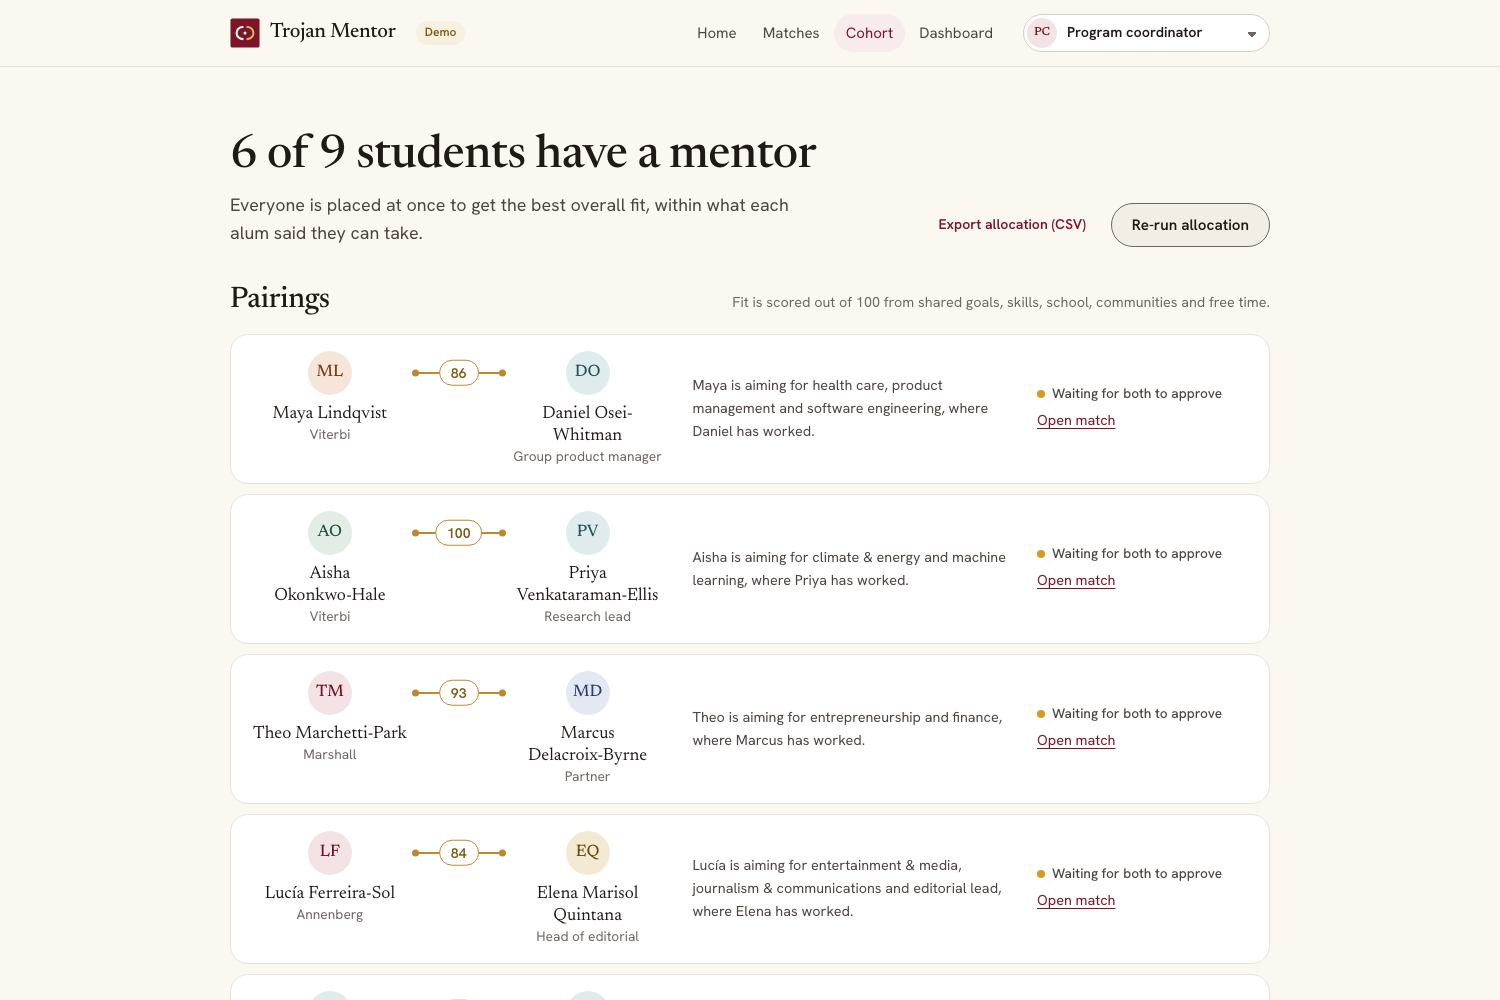 Trojan Mentor
Demo
Home
Matches
Cohort
Dashboard
PC
Program coordinator
6 of 9 students have a mentor
Everyone is placed at once to get the best overall fit, within what each
alum said they can take.
Export allocation (CSV)
Re-run allocation
Pairings
Fit is scored out of 100 from shared goals, skills, school, communities and free time.
ML
Maya Lindqvist
Viterbi
86
DO
Daniel Osei-
Whitman
Group product manager
Maya is aiming for health care, product
management and software engineering, where
Daniel has worked.
Waiting for both to approve
Open match
AO
Aisha
Okonkwo-Hale
Viterbi
100
PV
Priya
Venkataraman-Ellis
Research lead
Aisha is aiming for climate & energy and machine
learning, where Priya has worked.
Waiting for both to approve
Open match
TM
Theo Marchetti-Park
Marshall
93
MD
Marcus
Delacroix-Byrne
Partner
Theo is aiming for entrepreneurship and finance,
where Marcus has worked.
Waiting for both to approve
Open match
LF
Lucía Ferreira-Sol
Annenberg
84
EQ
Elena Marisol
Quintana
Head of editorial
Lucía is aiming for entertainment & media,
journalism & communications and editorial lead,
where Elena has worked.
Waiting for both to approve
Open match